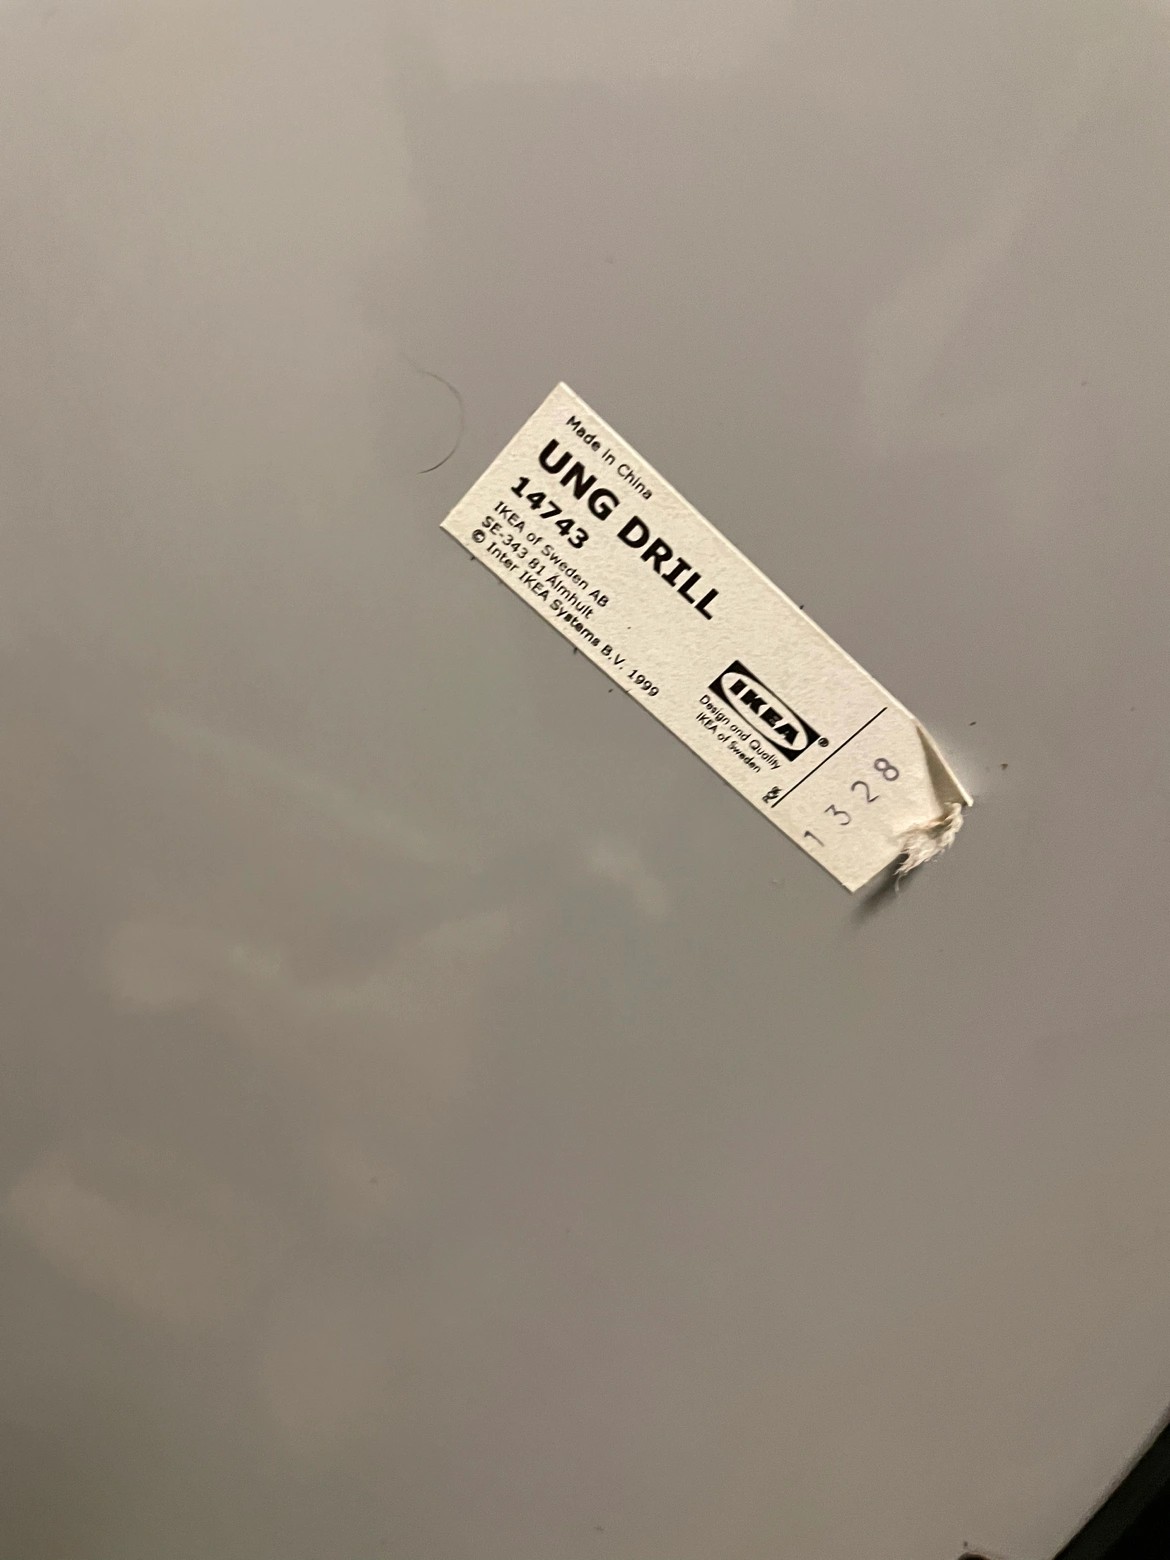 Made in China
UNG DRILL
14743
IKEA of Sweden AB
SE-343 81 Älmhult
© Inter IKEA Systems B.V. 1999
IKEA®
Design and Quality
IKEA of Sweden
1328